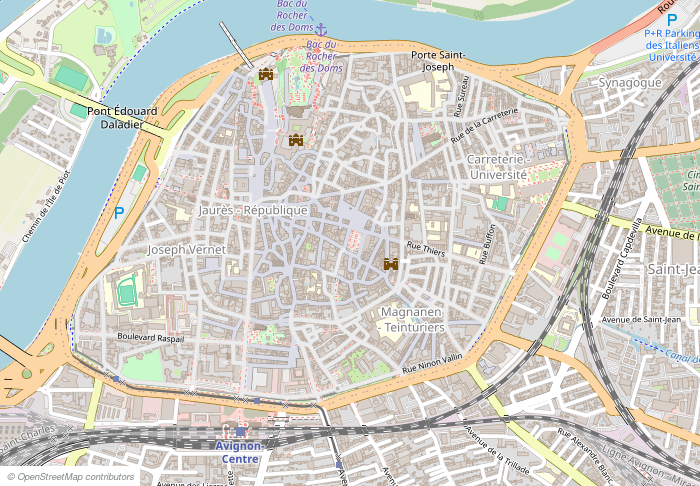 Bac du
Rocher
des Doms
Bac du
Rocher
des Doms
Porte Saint-
Joseph
P
P+R Parking
des Italiens
Université
Synagogue
Pont Édouard
Daladier
Rue Sureau
Rue de la Carreterie
Carreterie -
Université
Chemin de l'Île de Piot
P
Jaurès - République
Joseph Vernet
Rue Thiers
Rue Buffon
Avenue de
Boulevard Capdevila
Saint-Je
Magnanen
- Teinturiers
Avenue de Saint-Jean
Boulevard Raspail
Rue Ninon Vallin
Canal de
Saint-Charles
Avignon-
Centre
Avenue de la Trillade
Rue Alexandre Blanc
Ligne Avignon - Mira
© OpenStreetMap contributors